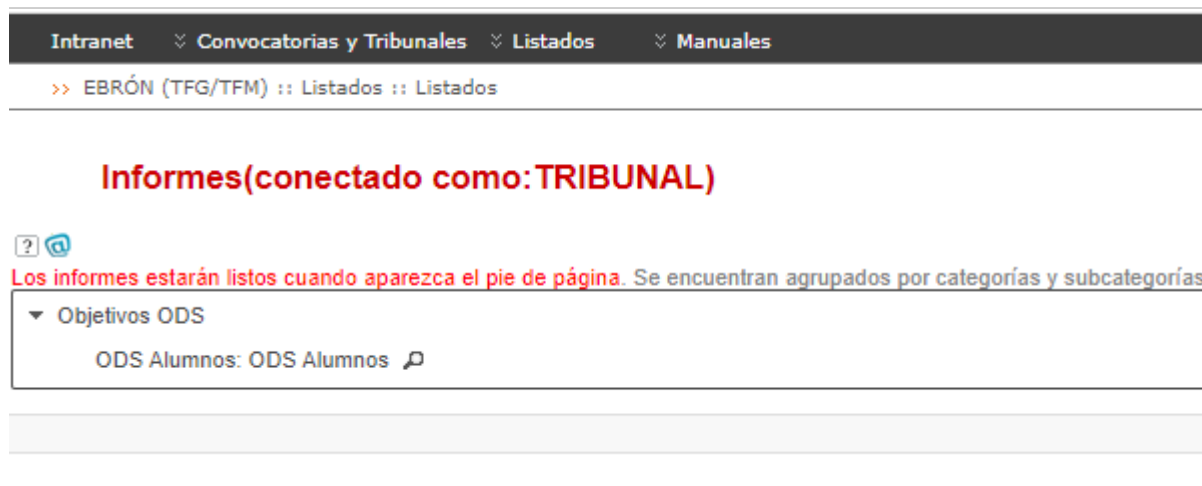 Intranet Convocatorias y Tribunales Listados Manuales
>> EBRÓN (TFG/TFM) :: Listados :: Listados
Informes(conectado como:TRIBUNAL)
? @
Los informes estarán listos cuando aparezca el pie de página. Se encuentran agrupados por categorías y subcategorías
Objetivos ODS
ODS Alumnos: ODS Alumnos